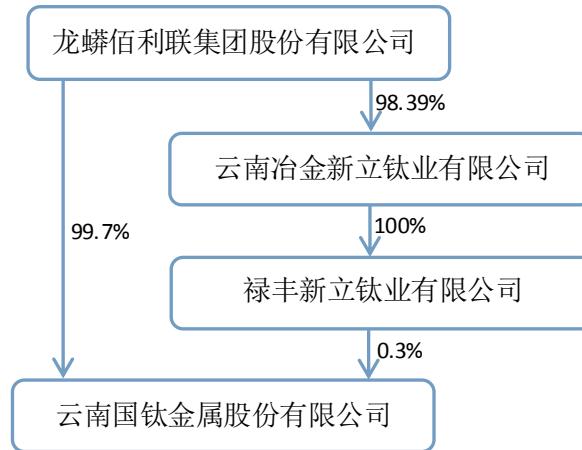 龙蟒佰利联集团股份有限公司
98.39%
云南冶金新立钛业有限公司
99.7%
100%
禄丰新立钛业有限公司
0.3%
云南国钛金属股份有限公司